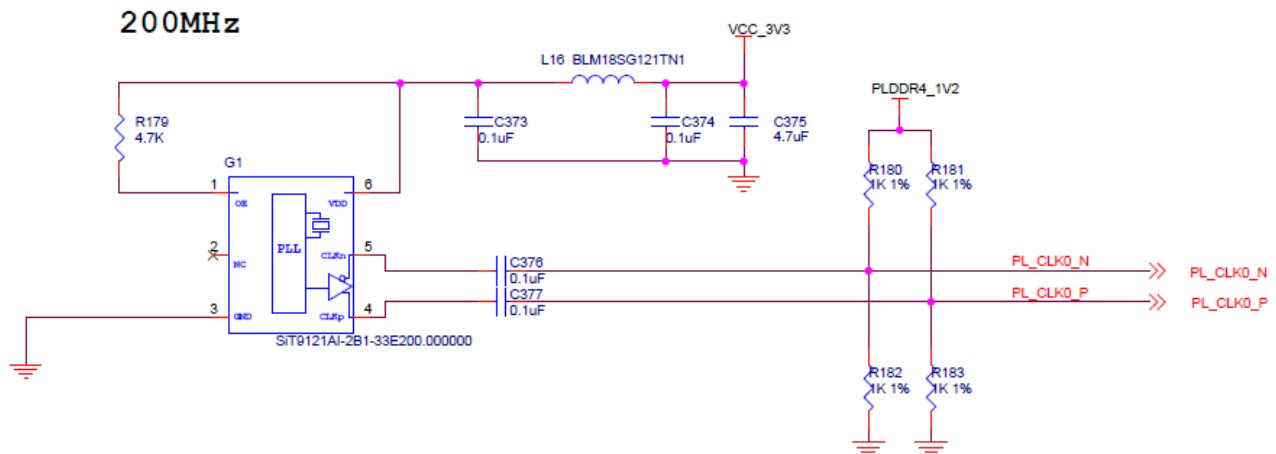 200MHz
VCC_3V3
L16 BLM18SG121TN1
PLDDR4_1V2
R179
4.7K
C373
0.1uF
C374
0.1uF
C375
4.7uF
G1
R180
1K 1%
R181
1K 1%
1
OE
6
VDD
PLL
2
NC
5
CLKn
C376
0.1uF
PL_CLK0_N
PL_CLK0_N
3
GND
4
CLKp
C377
0.1uF
PL_CLK0_P
PL_CLK0_P
SiT9121AI-2B1-33E200.000000
R182
1K 1%
R183
1K 1%